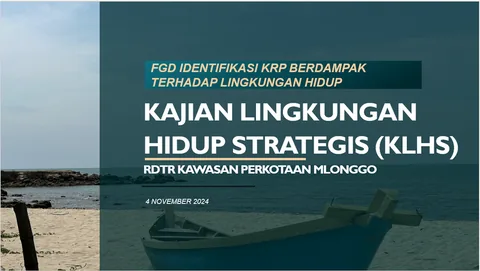 FGD IDENTIFIKASI KRP BERDAMPAK
TERHADAP LINGKUNGAN HIDUP
KAJIAN LINGKUNGAN
HIDUP STRATEGIS (KLHS)
RDTR KAWASAN PERKOTAAN MLONGGO
4 NOVEMBER 2024